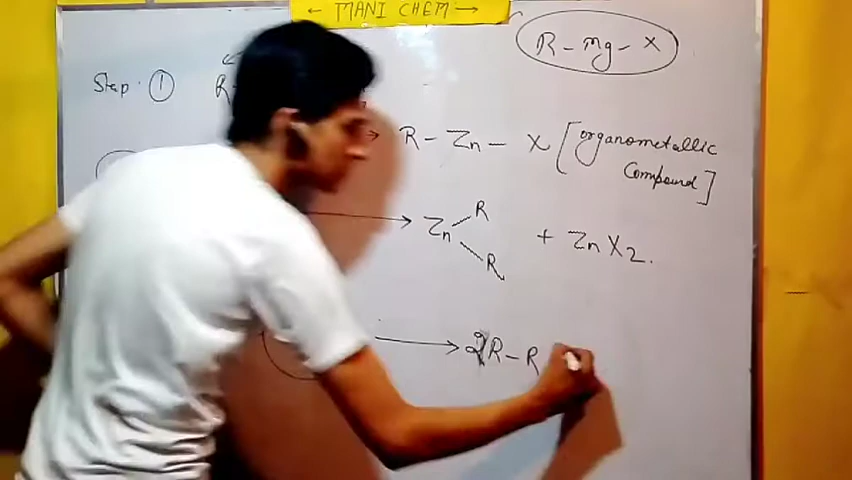 ← MANI CHEM →
R - mg - X
Step. 1
R - Zn - X [organometallic
Compound]
Zn R + Zn X2.
R
2R - R